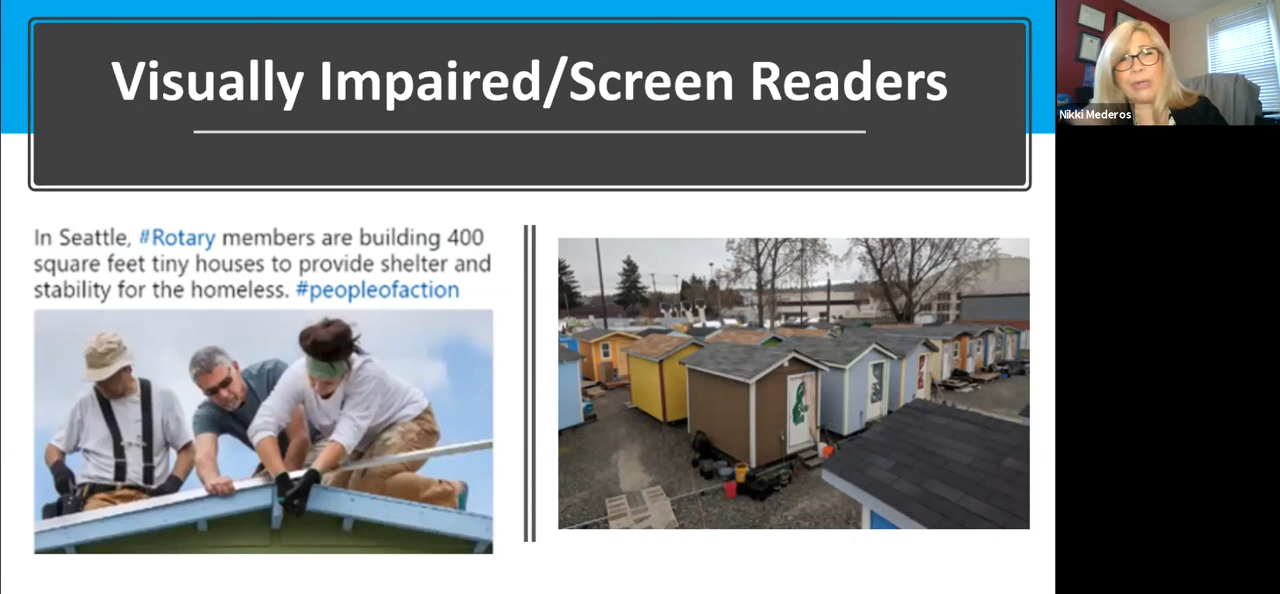 Visually Impaired/Screen Readers
In Seattle, #Rotary members are building 400
square feet tiny houses to provide shelter and
stability for the homeless. #peopleofaction
Nikki Mederos